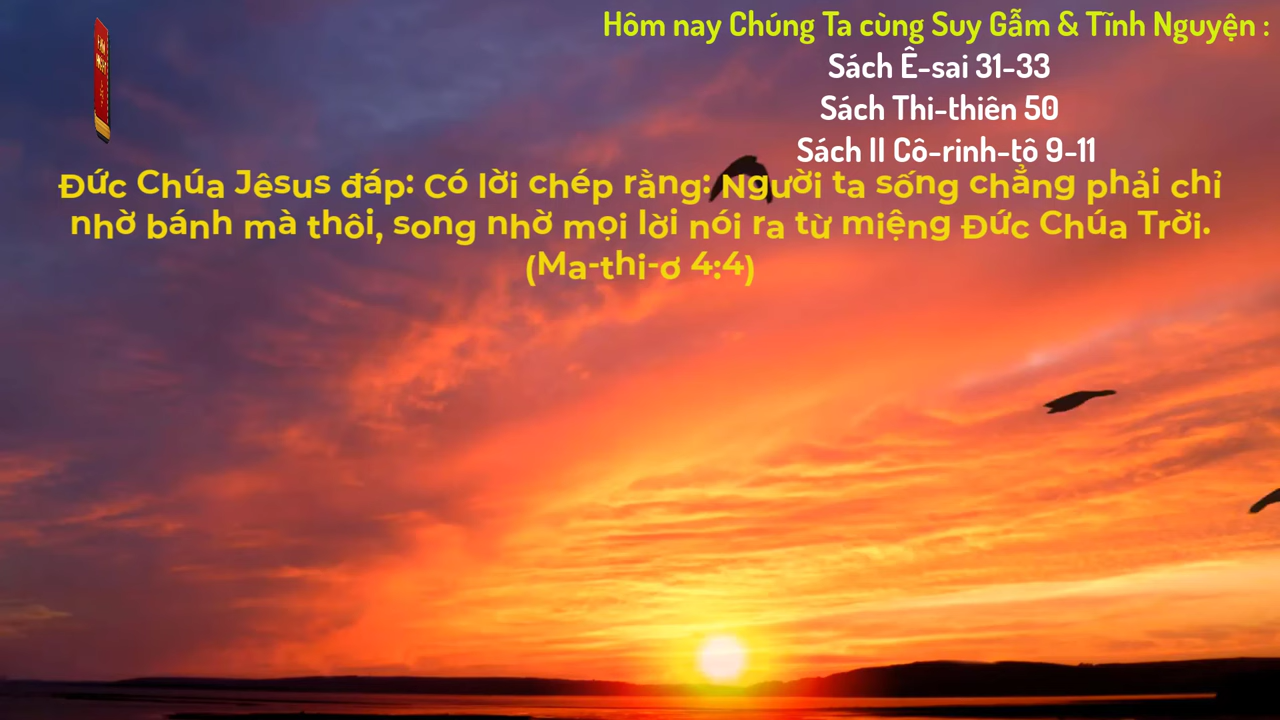 Hôm nay Chúng Ta cùng Suy Gẫm & Tĩnh Nguyện :
Sách Ê-sai 31-33
Sách Thi-thiên 50
Sách II Cô-rinh-tô 9-11
Đức Chúa Jêsus đáp: Có lời chép rằng: Người ta sống chẳng phải chỉ
nhờ bánh mà thôi, song nhờ mọi lời nói ra từ miệng Đức Chúa Trời.
(Ma-thi-ơ 4:4)